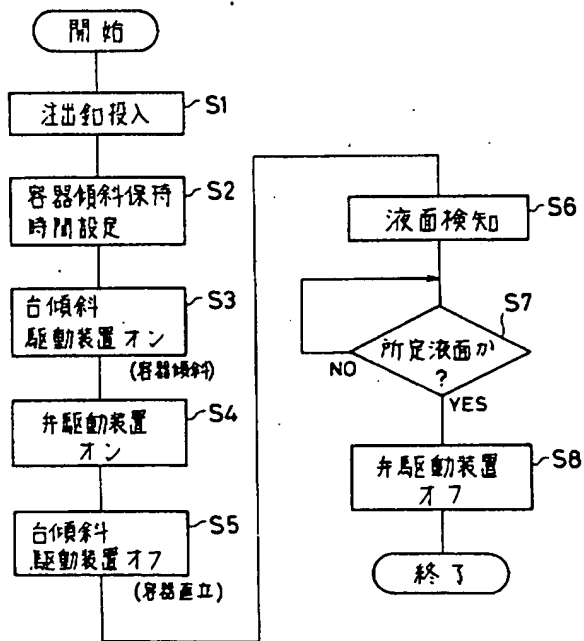 開始
注出釦投入
S1
容器傾斜保持
時間設定
S2
台傾斜
駆動装置オン
S3
(容器傾斜)
弁駆動装置
オン
S4
台傾斜
駆動装置オフ
S5
(容器直立)
液面検知
S6
所定液面か
?
S7
NO
YES
弁駆動装置
オフ
S8
終了